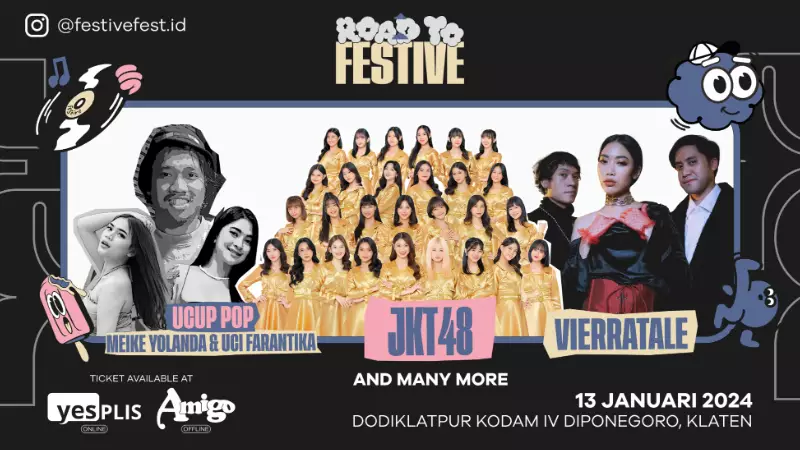 @festivefest.id
ROAD TO
FESTIVE
UCUP POP
MEIKE YOLANDA & UCI FARANTIKA
JKT48
VIERRATALE
AND MANY MORE
TICKET AVAILABLE AT
yesPLIS
ONLINE
Amigo
OFFLINE
13 JANUARI 2024
DODIKLATPUR KODAM IV DIPONEGORO, KLATEN